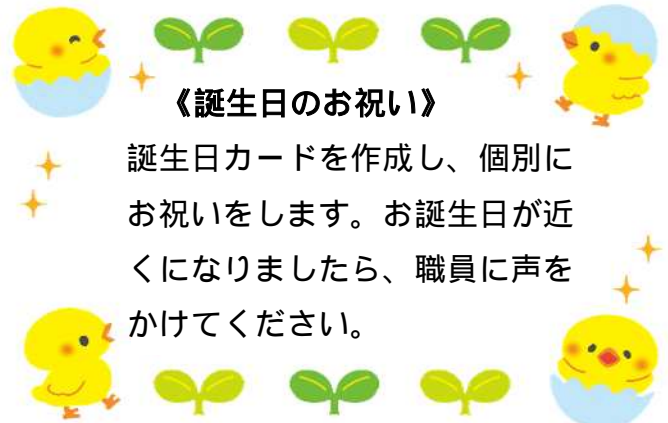 《誕生日のお祝い》
誕生日カードを作成し、個別に
お祝いをします。お誕生日が近
くになりましたら、職員に声を
かけてください。